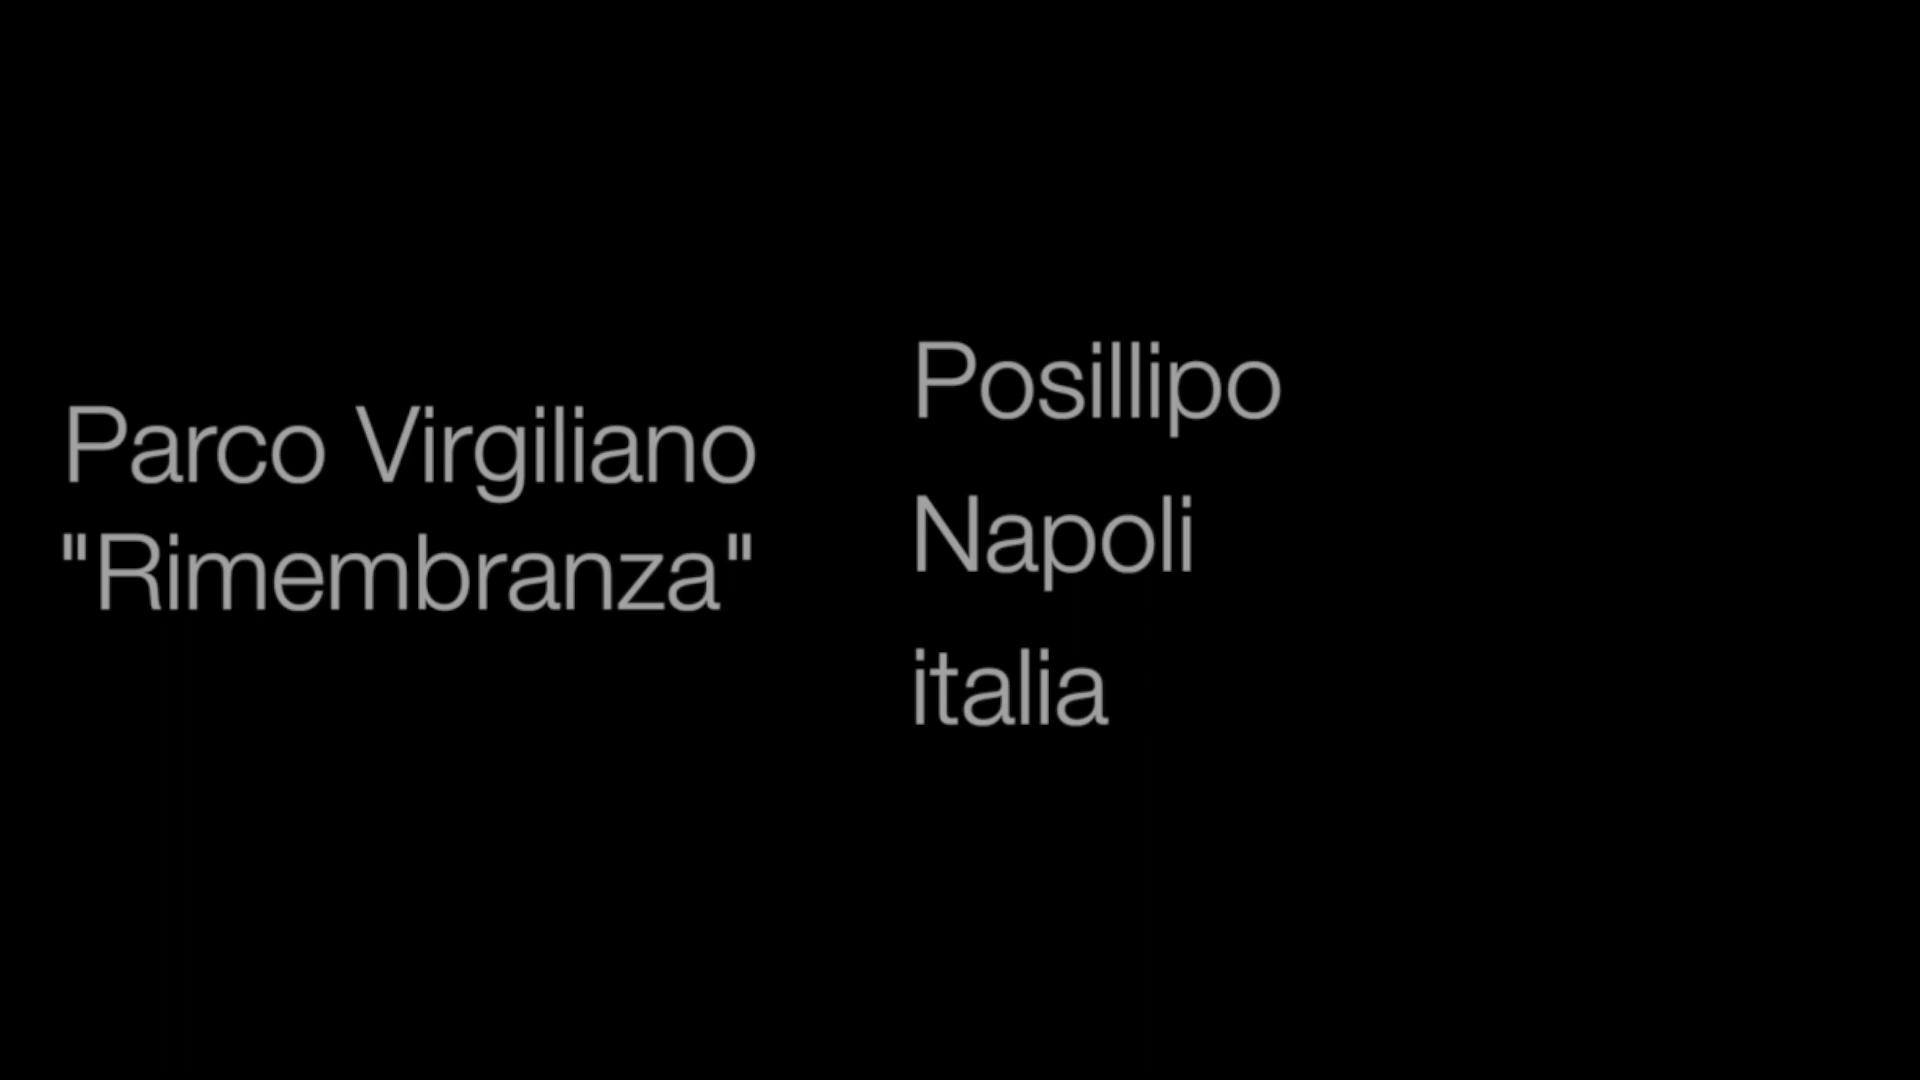 Parco Virgiliano
"Rimembranza"
Posillipo
Napoli
italia